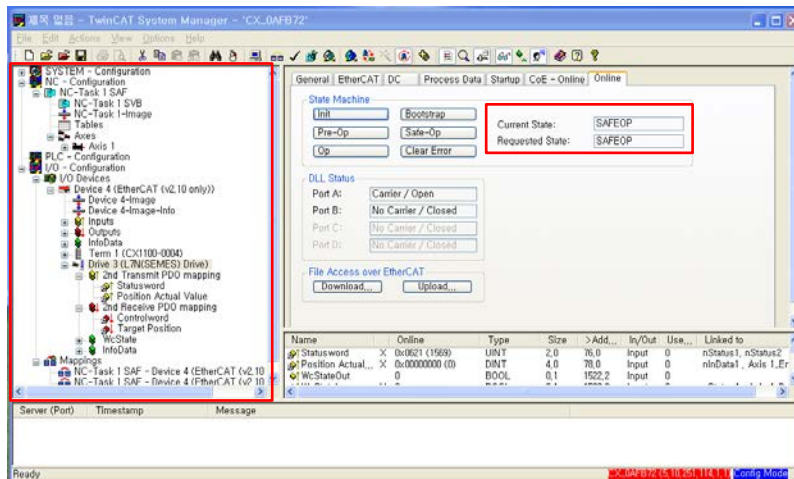 제목 없음 - TwinCAT System Manager - 'CX_0AFB72'
File Edit Actions View Options Help
SYSTEM - Configuration
NC - Configuration
NC-Task 1 SAF
NC-Task 1 SVB
NC-Task 1-Image
Tables
Axes
Axis 1
PLC - Configuration
I/O - Configuration
I/O Devices
Device 4 (EtherCAT (v2,10 only))
Device 4-Image
Device 4-Image-Info
Inputs
Outputs
InfoData
Term 1 (CX1100-0004)
Drive 3 (L7N(SEMES) Drive)
2nd Transmit PDO mapping
Statusword
Position Actual Value
2nd Receive PDO mapping
Controlword
Target Position
WcState
InfoData
Mappings
NC-Task 1 SAF - Device 4 (EtherCAT (v2,10
NC-Task 1 SAF - Device 4 (EtherCAT (v2,10
General EtherCAT DC Process Data Startup CoE - Online Online
State Machine
Init Bootstrap
Pre-Op Safe-Op
Op Clear Error
Current State: SAFEOP
Requested State: SAFEOP
DLL Status
Port A: Carrier / Open
Port B: No Carrier / Closed
Port C: No Carrier / Closed
Port D: No Carrier / Closed
File Access over EtherCAT
Download... Upload...
Name Online Type Size >Add... In/Out Use... Linked to
Statusword X 0x0621 (1569) UINT 2,0 76,0 Input 0 nStatus1, nStatus2
Position Actual... X 0x00000000 (0) DINT 4,0 78,0 Input 0 nInData1 , Axis 1,Er
WcStateOut 0 BOOL 0,1 1522,2 Input 0
Server (Port) Timestamp Message
Ready CX_0AFB72 (5,10,251,114,1,1) Config Mode